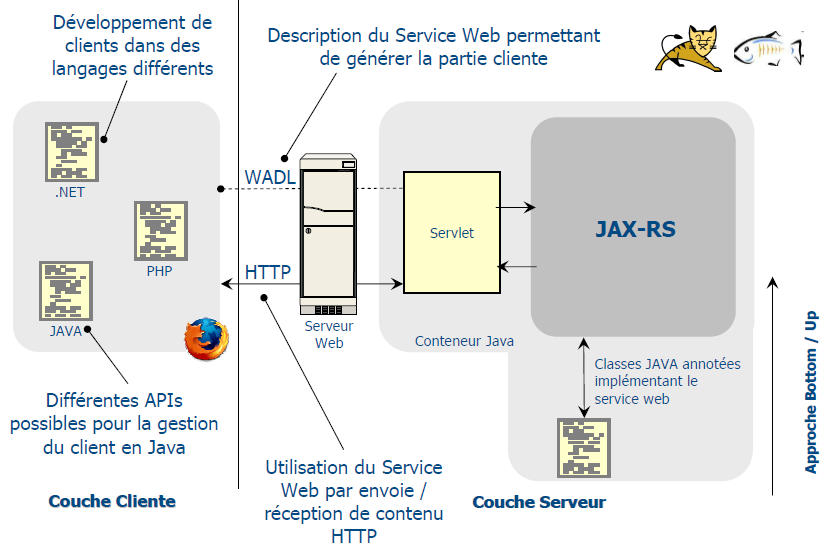 Développement de
clients dans des
langages différents
Description du Service Web permettant
de générer la partie cliente
.NET
PHP
JAVA
WADL
HTTP
Serveur
Web
Servlet
JAX-RS
Conteneur Java
Classes JAVA annotées
implémentant le
service web
Approche Bottom / Up
Différentes APIs
possibles pour la gestion
du client en Java
Utilisation du Service
Web par envoie /
réception de contenu
HTTP
Couche Cliente
Couche Serveur